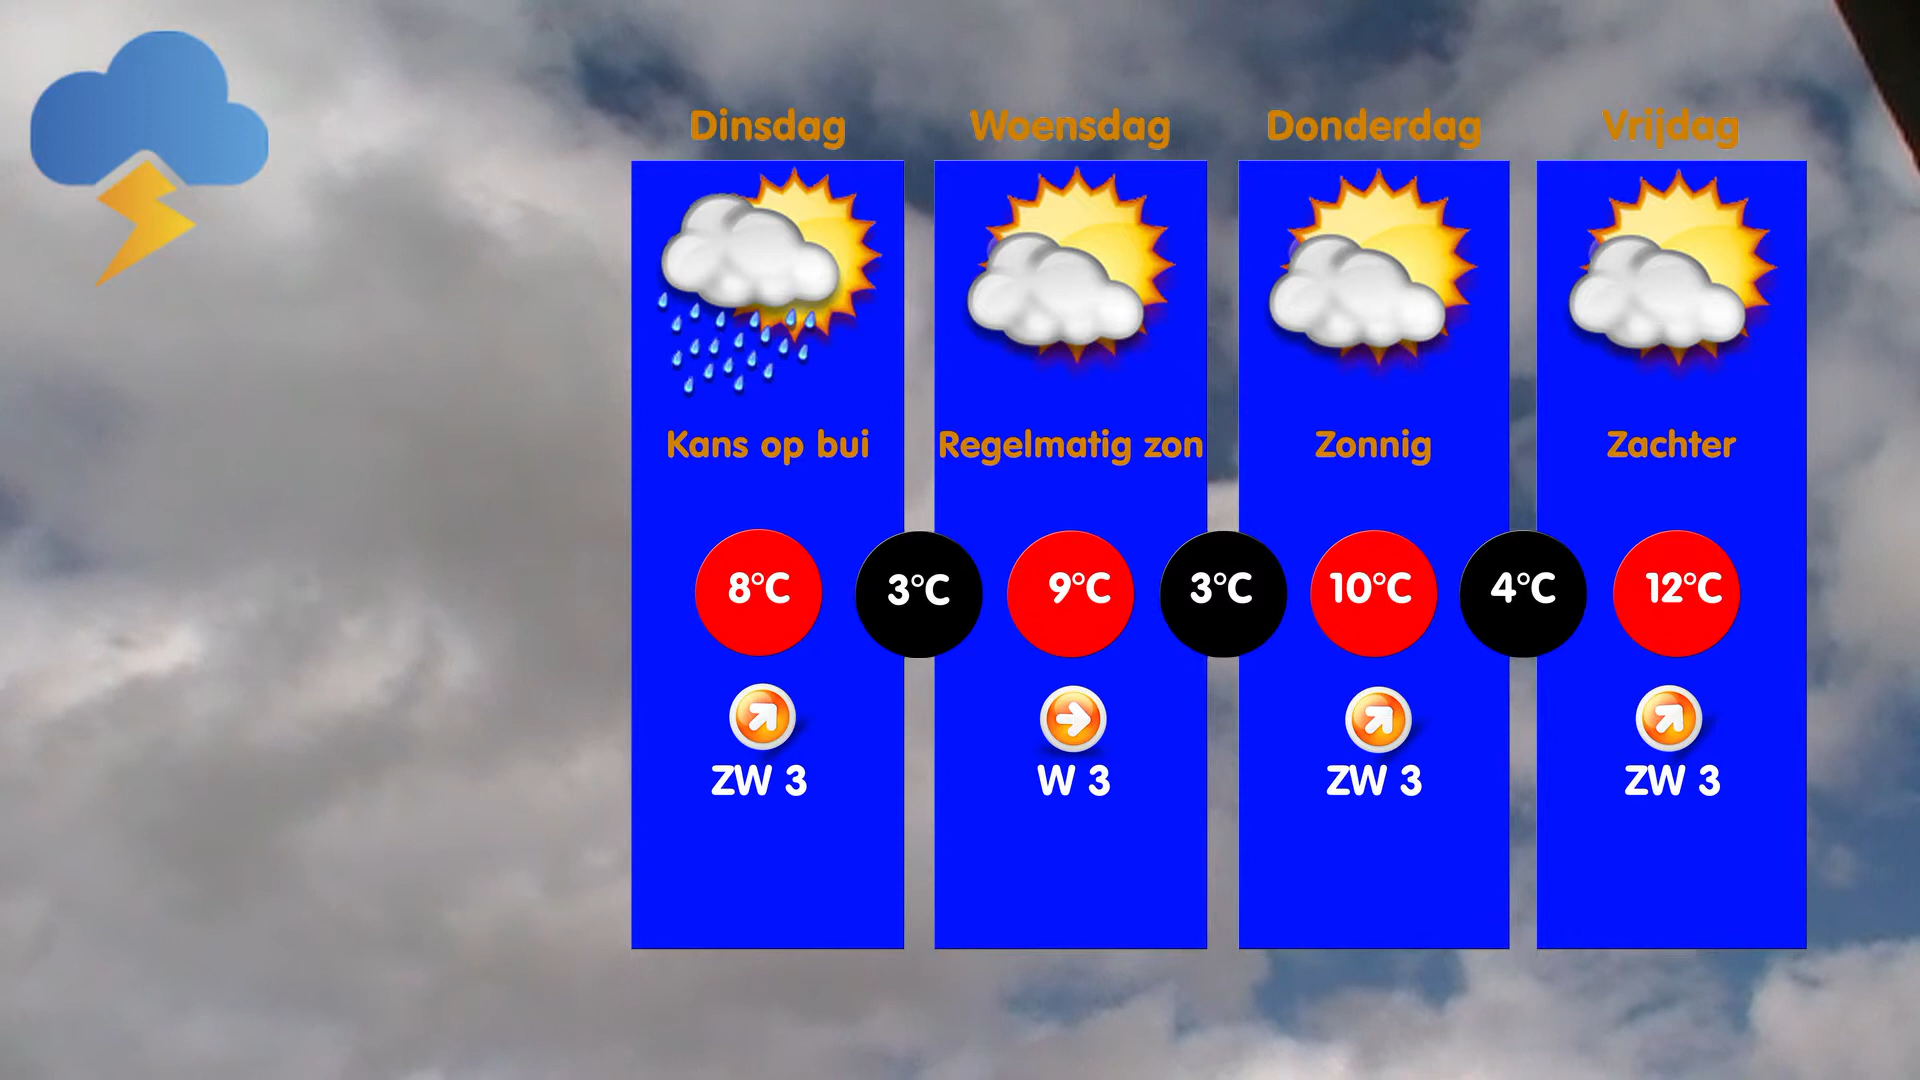 Dinsdag
Woensdag
Donderdag
Vrijdag
Kans op bui
Regelmatig zon
Zonnig
Zachter
8°C
3°C
9°C
3°C
10°C
4°C
12°C
ZW 3
W 3
ZW 3
ZW 3